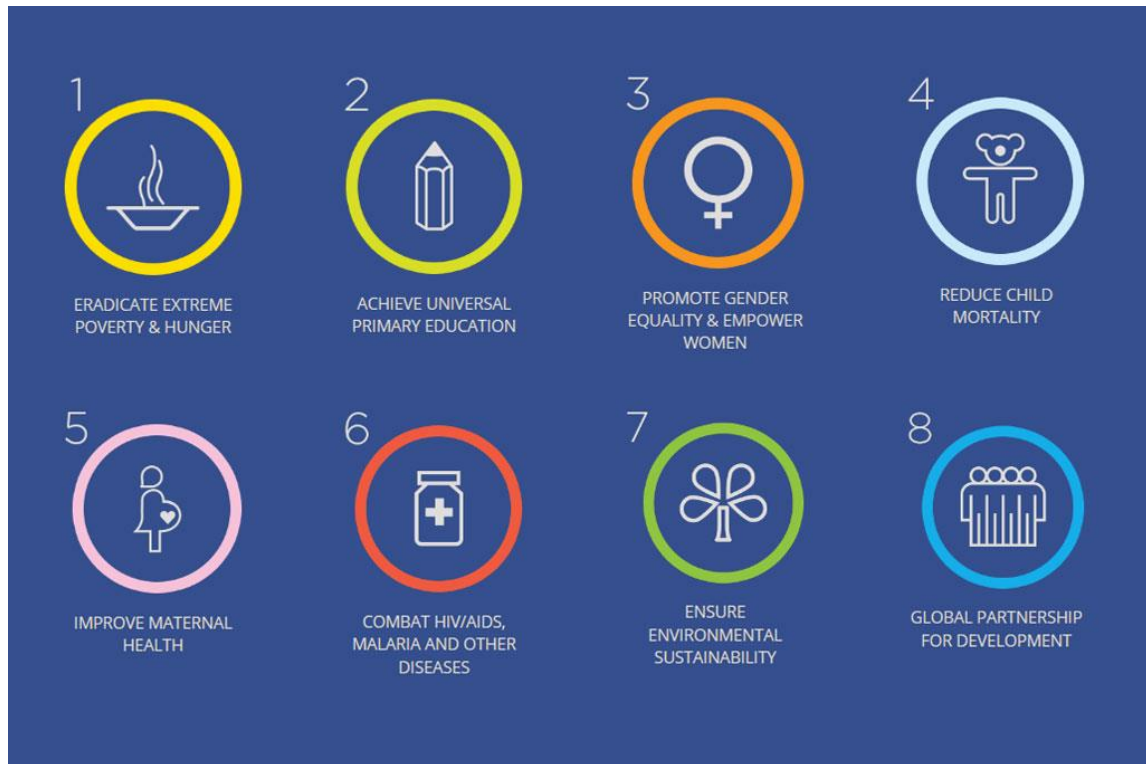 1
ERADICATE EXTREME
POVERTY & HUNGER
2
ACHIEVE UNIVERSAL
PRIMARY EDUCATION
3
PROMOTE GENDER
EQUALITY & EMPOWER
WOMEN
4
REDUCE CHILD
MORTALITY
5
IMPROVE MATERNAL
HEALTH
6
COMBAT HIV/AIDS,
MALARIA AND OTHER
DISEASES
7
ENSURE
ENVIRONMENTAL
SUSTAINABILITY
8
GLOBAL PARTNERSHIP
FOR DEVELOPMENT